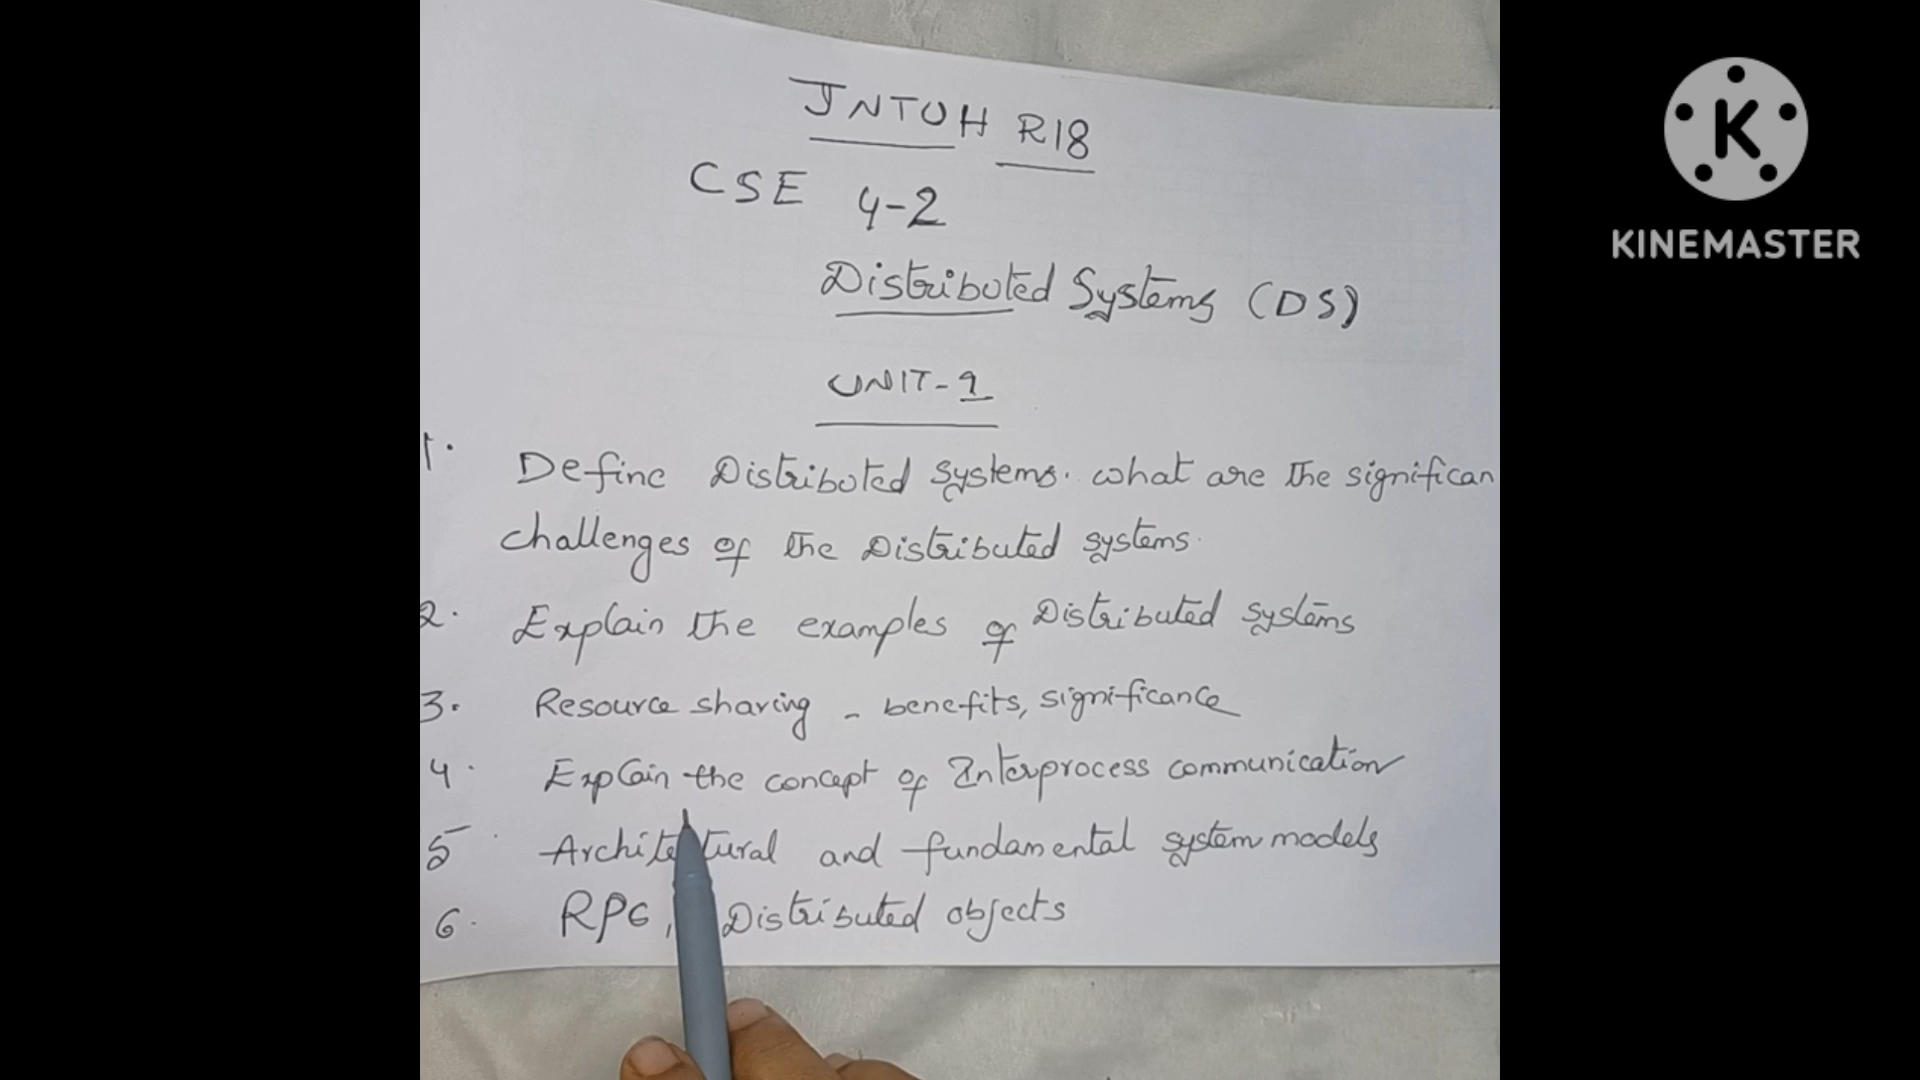 JNTUH R18
CSE 4-2
Distributed Systems (DS)
UNIT-1
1. Define Distributed systems. what are the significan
challenges of the Distributed systems.
2. Explain the examples of Distributed systems
3. Resource sharing - benefits, significance
4. Explain the concept of Interprocess communication
5. Architectural and fundamental system models
6. RPC, Distributed objects
K
KINEMASTER